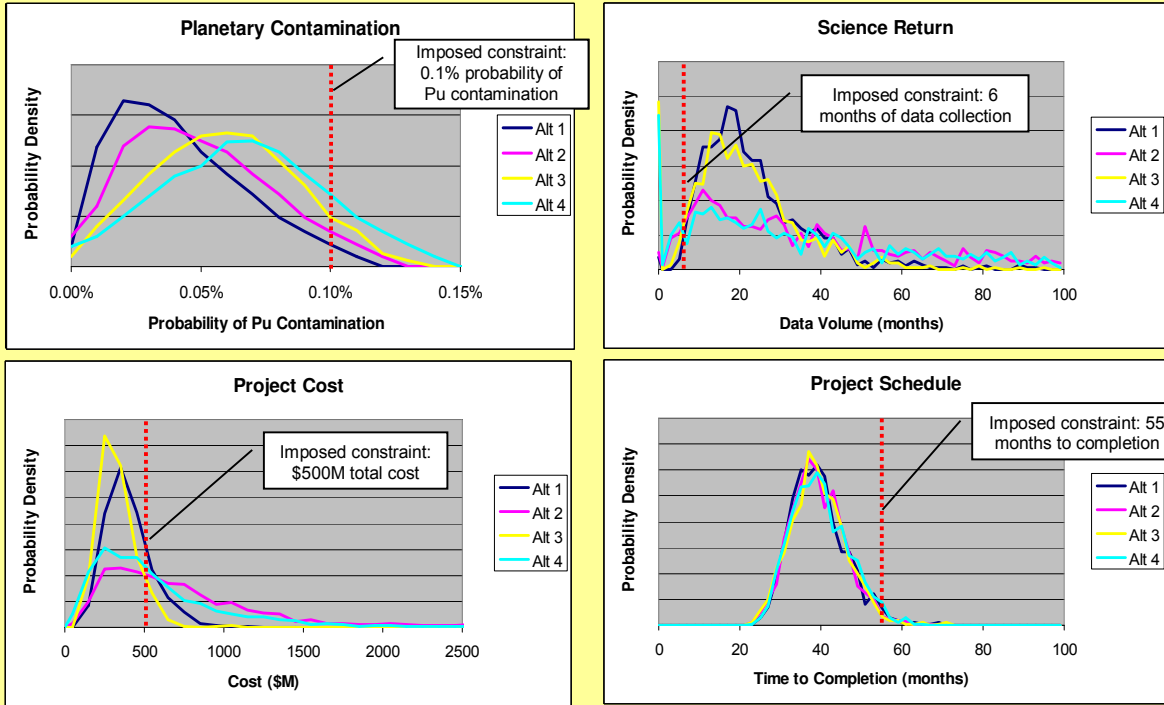 Planetary Contamination
Imposed constraint:
0.1% probability of
Pu contamination
Probability Density
Alt 1
Alt 2
Alt 3
Alt 4
0.00%
0.05%
0.10%
0.15%
Probability of Pu Contamination
Science Return
Imposed constraint: 6
months of data collection
Probability Density
Alt 1
Alt 2
Alt 3
Alt 4
0
20
40
60
80
100
Data Volume (months)
Project Cost
Imposed constraint:
$500M total cost
Probability Density
Alt 1
Alt 2
Alt 3
Alt 4
0
500
1000
1500
2000
2500
Cost ($M)
Project Schedule
Imposed constraint: 55
months to completion
Probability Density
Alt 1
Alt 2
Alt 3
Alt 4
0
20
40
60
80
100
Time to Completion (months)